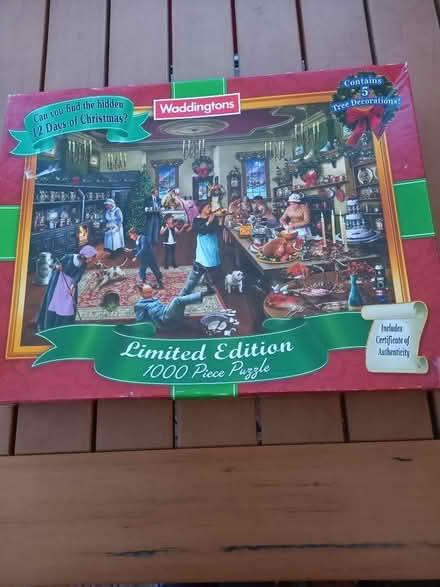 Can you find the hidden
12 Days of Christmas?
Waddingtons
Contains
5
Tree Decorations!
Limited Edition
1000 Piece Puzzle
Includes
Certificate of
Authenticity